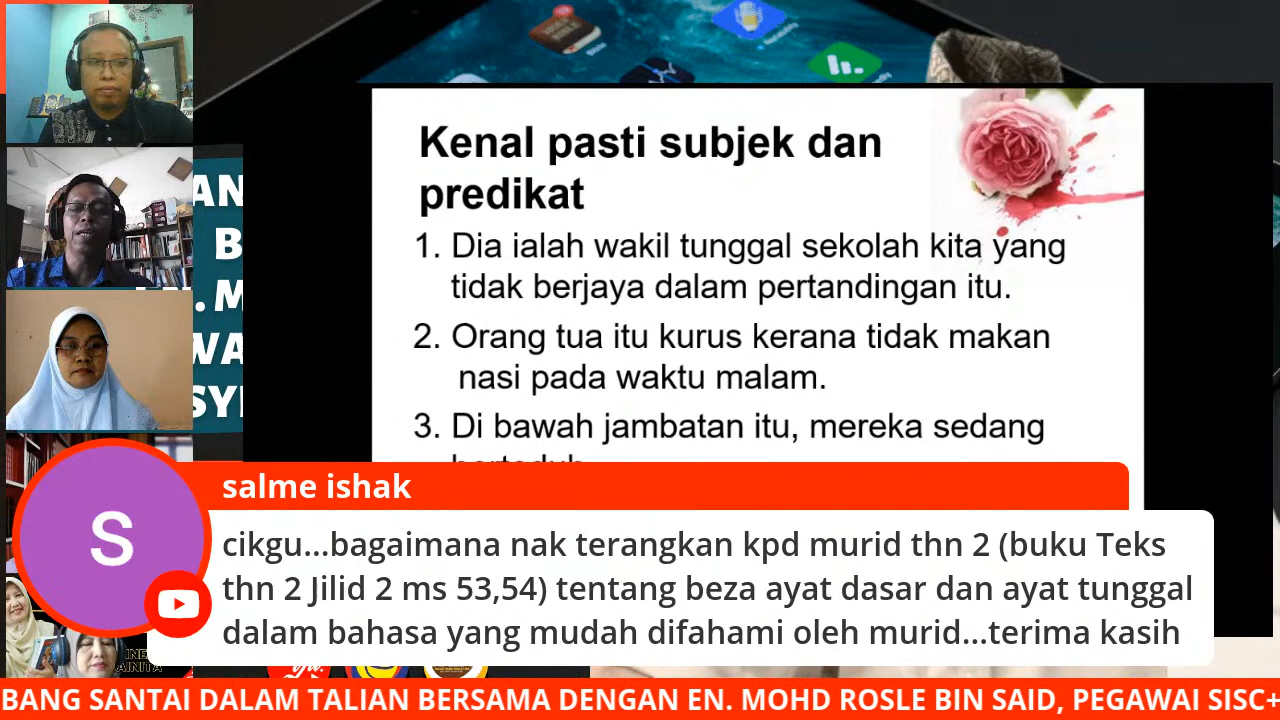 Kenal pasti subjek dan
predikat
1. Dia ialah wakil tunggal sekolah kita yang
tidak berjaya dalam pertandingan itu.
2. Orang tua itu kurus kerana tidak makan
nasi pada waktu malam.
3. Di bawah jambatan itu, mereka sedang
AN
B
.M
WA
SYI
salme ishak
S
cikgu...bagaimana nak terangkan kpd murid thn 2 (buku Teks
thn 2 Jilid 2 ms 53,54) tentang beza ayat dasar dan ayat tunggal
dalam bahasa yang mudah difahami oleh murid...terima kasih
BANG SANTAI DALAM TALIAN BERSAMA DENGAN EN. MOHD ROSLE BIN SAID, PEGAWAI SISC+